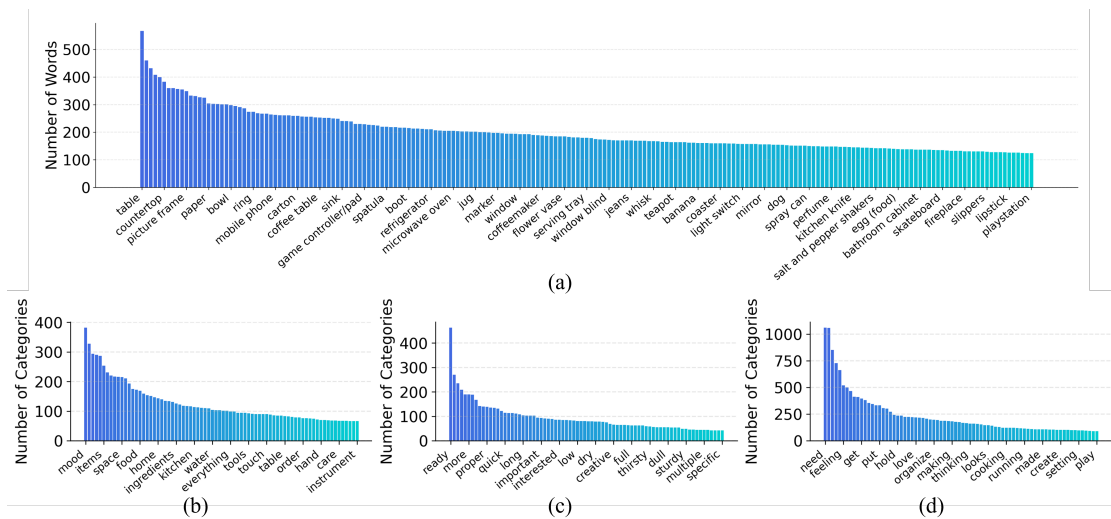 Number of Words
500
400
300
200
100
0
table
countertop
picture frame
paper
bowl
ring
mobile phone
carton
coffee table
sink
game controller/pad
spatula
boot
refrigerator
microwave oven
jug
marker
window
coffeemaker
flower vase
serving tray
window blind
jeans
whisk
teapot
banana
coaster
light switch
mirror
dog
spray can
perfume
kitchen knife
salt and pepper shakers
egg (food)
bathroom cabinet
skateboard
fireplace
slippers
lipstick
playstation
(a)
Number of Categories
400
300
200
100
0
mood
items
space
food
home
ingredients
kitchen
water
everything
tools
touch
table
order
hand
care
instrument
(b)
Number of Categories
400
300
200
100
0
ready
more
proper
quick
long
important
interested
low
dry
creative
full
thirsty
dull
sturdy
multiple
specific
(c)
Number of Categories
1000
750
500
250
0
need
feeling
get
put
hold
love
organize
making
thinking
looks
cooking
running
made
create
setting
play
(d)